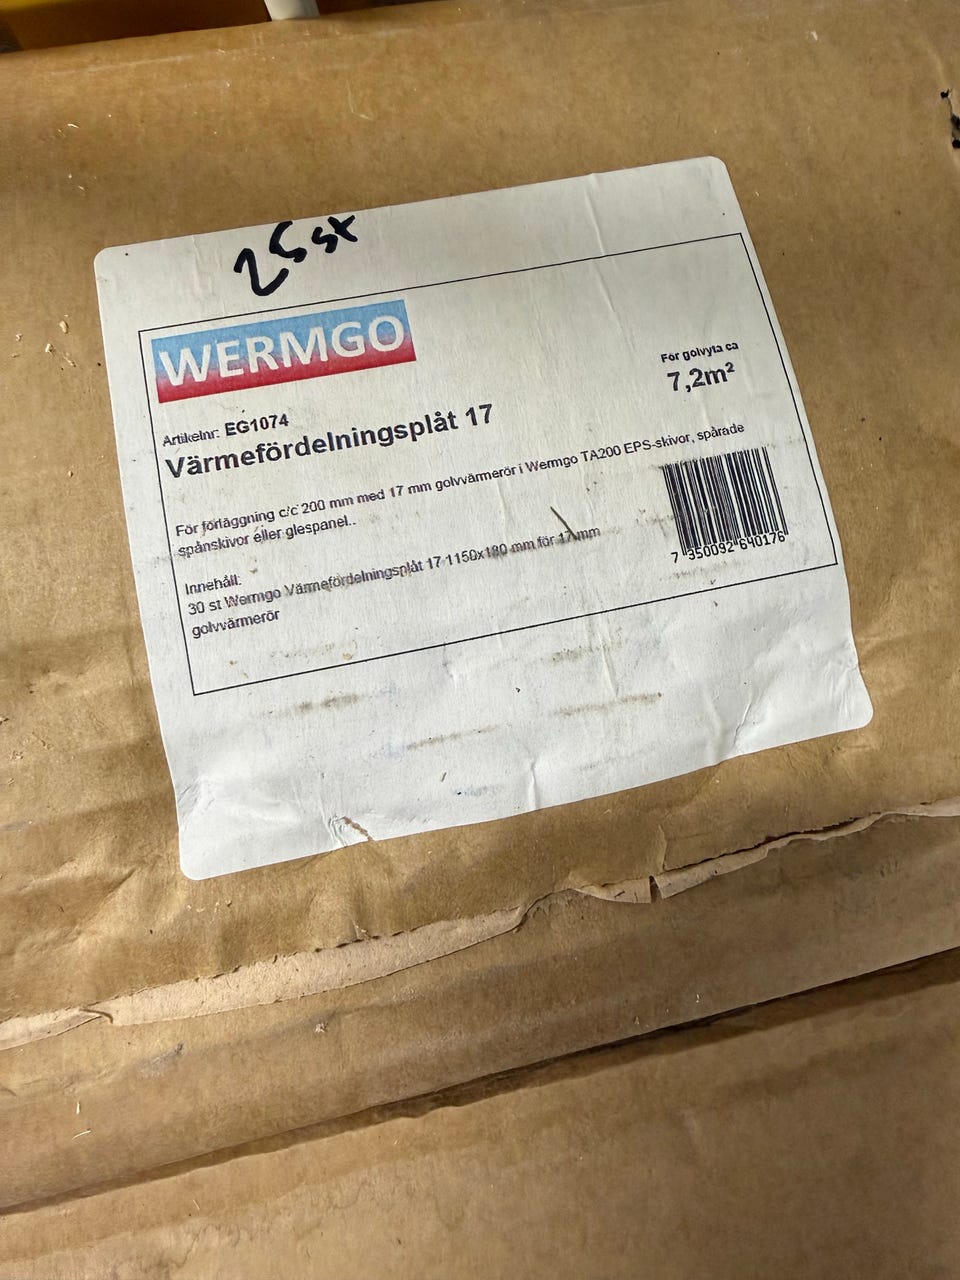 25 st
WERMGO
För golvyta ca
7,2m²
Artikelnr: EG1074
Värmefördelningsplåt 17
För förläggning c/c 200 mm med 17 mm golvvärmerör i Wermgo TA200 EPS-skivor, spårade
spånskivor eller glespanel..
Innehåll:
30 st Wermgo Värmefördelningsplåt 17 1150x180 mm för 17 mm
golvvärmerör
7 350092 640176